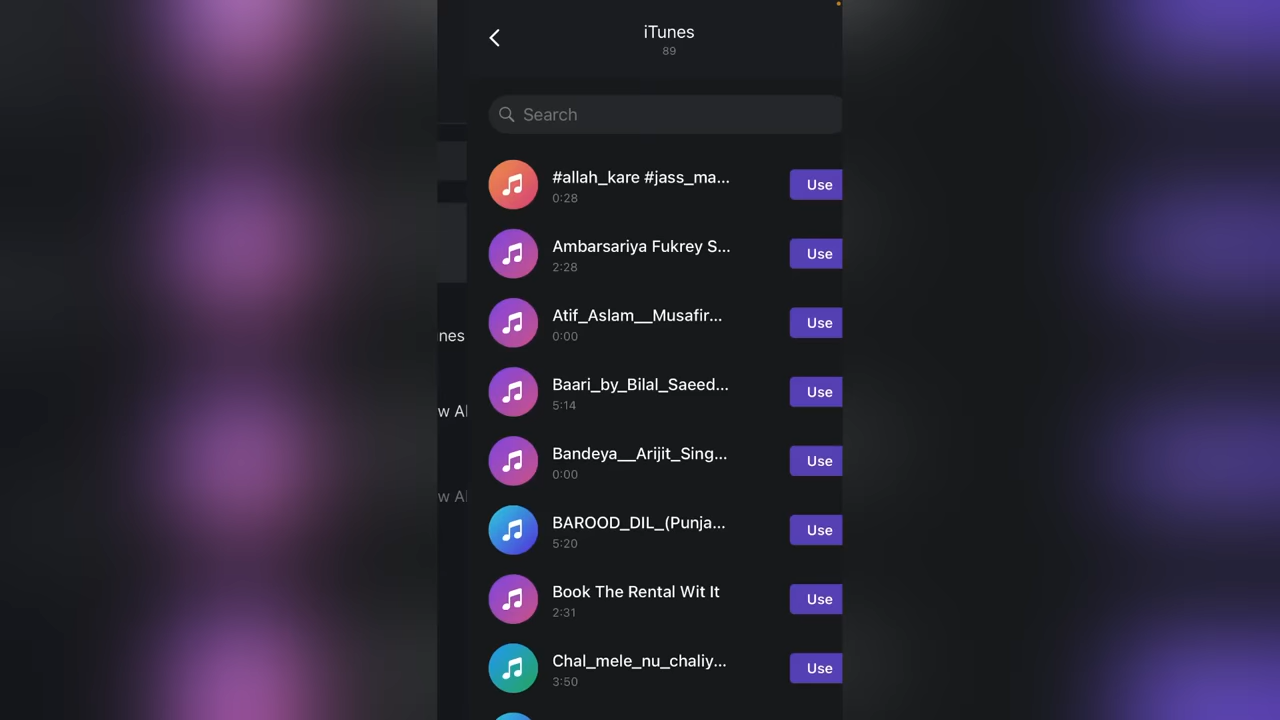 iTunes
89
Search
#allah_kare #jass_ma...
0:28
Use
Ambarsariya Fukrey S...
2:28
Use
Atif_Aslam__Musafir...
0:00
Use
Baari_by_Bilal_Saeed...
5:14
Use
nes
Bandeya__Arijit_Sing...
0:00
Use
w Al
BAROOD_DIL_(Punja...
5:20
Use
w Al
Book The Rental Wit It
2:31
Use
Chal_mele_nu_chaliy...
3:50
Use